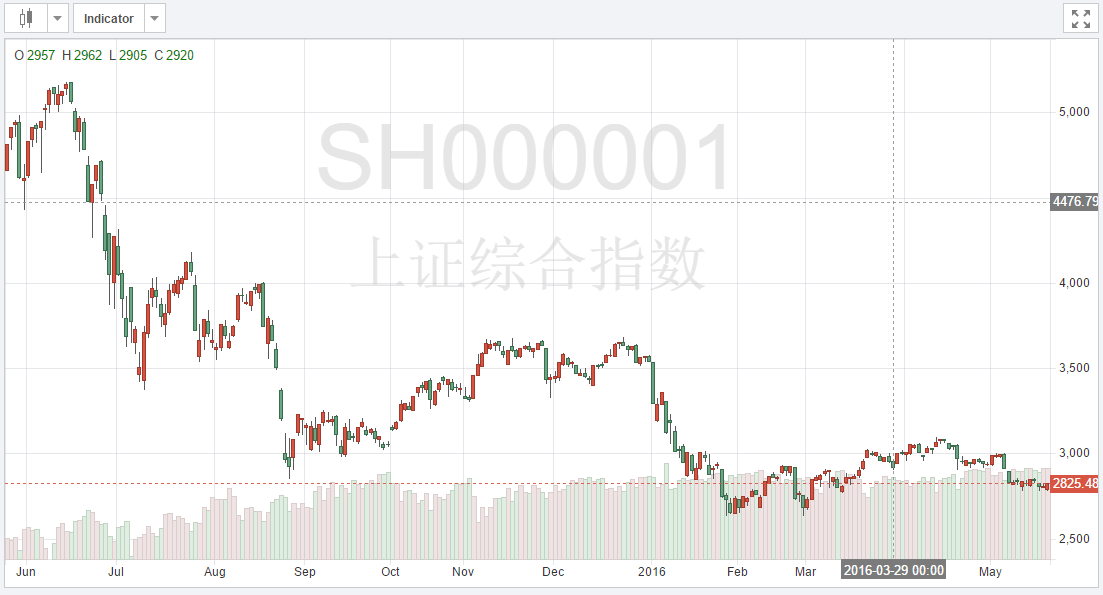 Indicator
O 2957 H 2962 L 2905 C 2920
SH000001
上证综合指数
5,000
4476.79
4,000
3,500
3,000
2825.48
2,500
Jun Jul Aug Sep Oct Nov Dec 2016 Feb Mar 2016-03-29 00:00 May